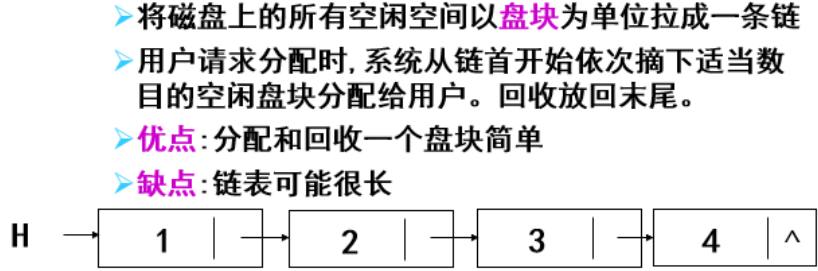 ➢将磁盘上的所有空闲空间以盘块为单位拉成一条链
➢用户请求分配时,系统从链首开始依次摘下适当数
目的空闲盘块分配给用户。回收放回末尾。
➢优点:分配和回收一个盘块简单
➢缺点:链表可能很长
H 1 2 3 4 ^